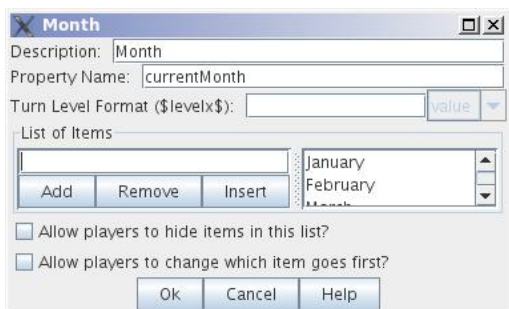 Month
Description: Month
Property Name: currentMonth
Turn Level Format ($levelx$): value
List of Items
January
February
March
Add Remove Insert
Allow players to hide items in this list?
Allow players to change which item goes first?
Ok Cancel Help